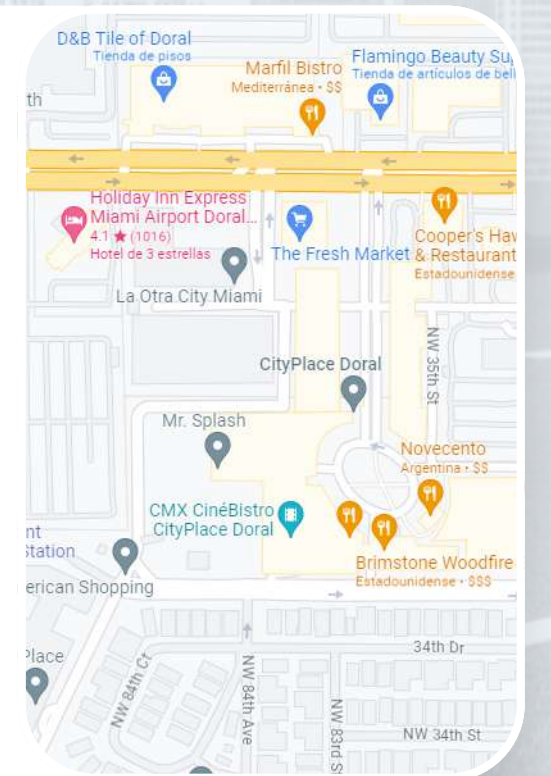 D&B Tile of Doral
Tienda de pisos
Marfil Bistro
Mediterránea • $$
Flamingo Beauty Su
Tienda de artículos de bell
th
Holiday Inn Express
Miami Airport Doral...
4.1 ★ (1016)
Hotel de 3 estrellas
The Fresh Market
Cooper's Haw
& Restaurant
Estadounidense
La Otra City Miami
NW 35th St
CityPlace Doral
Mr. Splash
Novecento
Argentina • $$
CMX CinéBistro
CityPlace Doral
nt
Station
Brimstone Woodfire
Estadounidense • $$$
erican Shopping
34th Dr
Place
NW 84th Ct
NW 84th Ave
NW 83rd S
NW 34th St